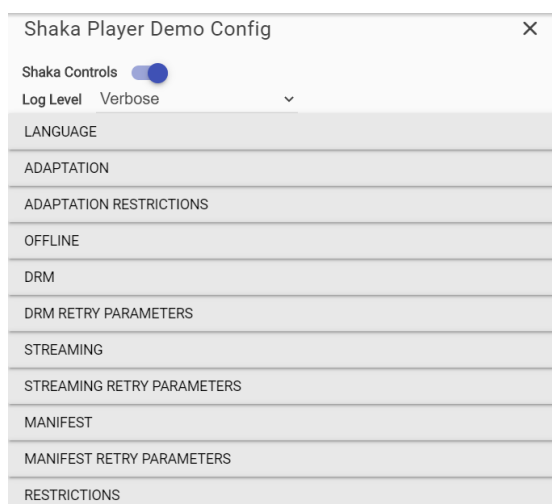 Shaka Player Demo Config
Shaka Controls
Log Level Verbose
LANGUAGE
ADAPTATION
ADAPTATION RESTRICTIONS
OFFLINE
DRM
DRM RETRY PARAMETERS
STREAMING
STREAMING RETRY PARAMETERS
MANIFEST
MANIFEST RETRY PARAMETERS
RESTRICTIONS